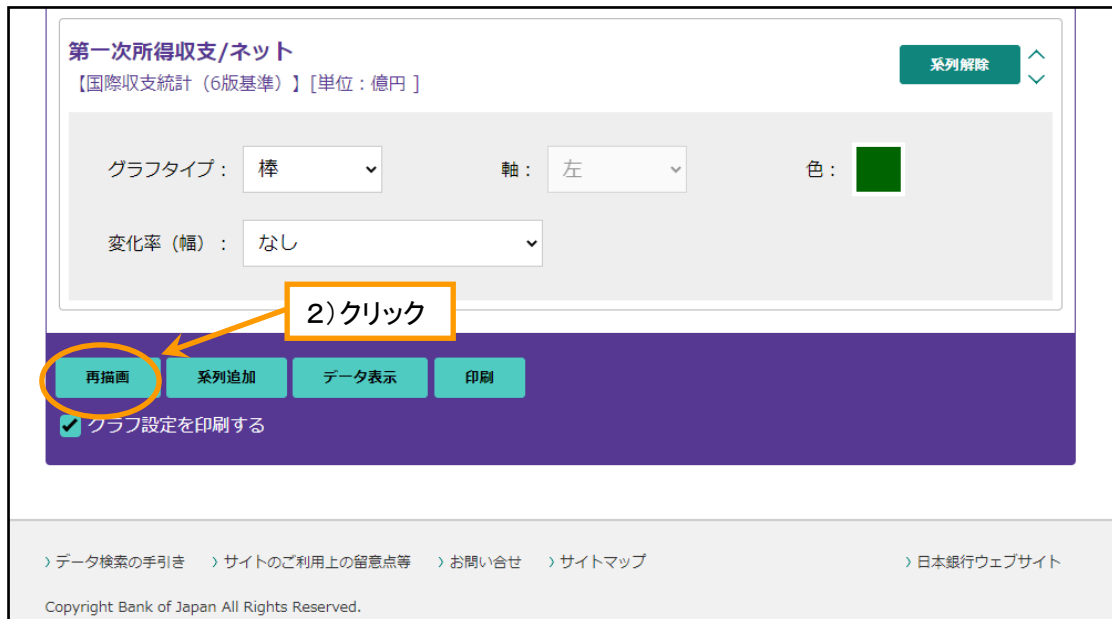 第一次所得収支/ネット
【国際収支統計（6版基準）】[単位：億円 ]
系列解除
グラフタイプ： 棒 軸： 左 色：
変化率（幅）： なし
2）クリック
再描画 系列追加 データ表示 印刷
グラフ設定を印刷する
データ検索の手引き サイトのご利用上の留意点等 お問い合せ サイトマップ 日本銀行ウェブサイト
Copyright Bank of Japan All Rights Reserved.